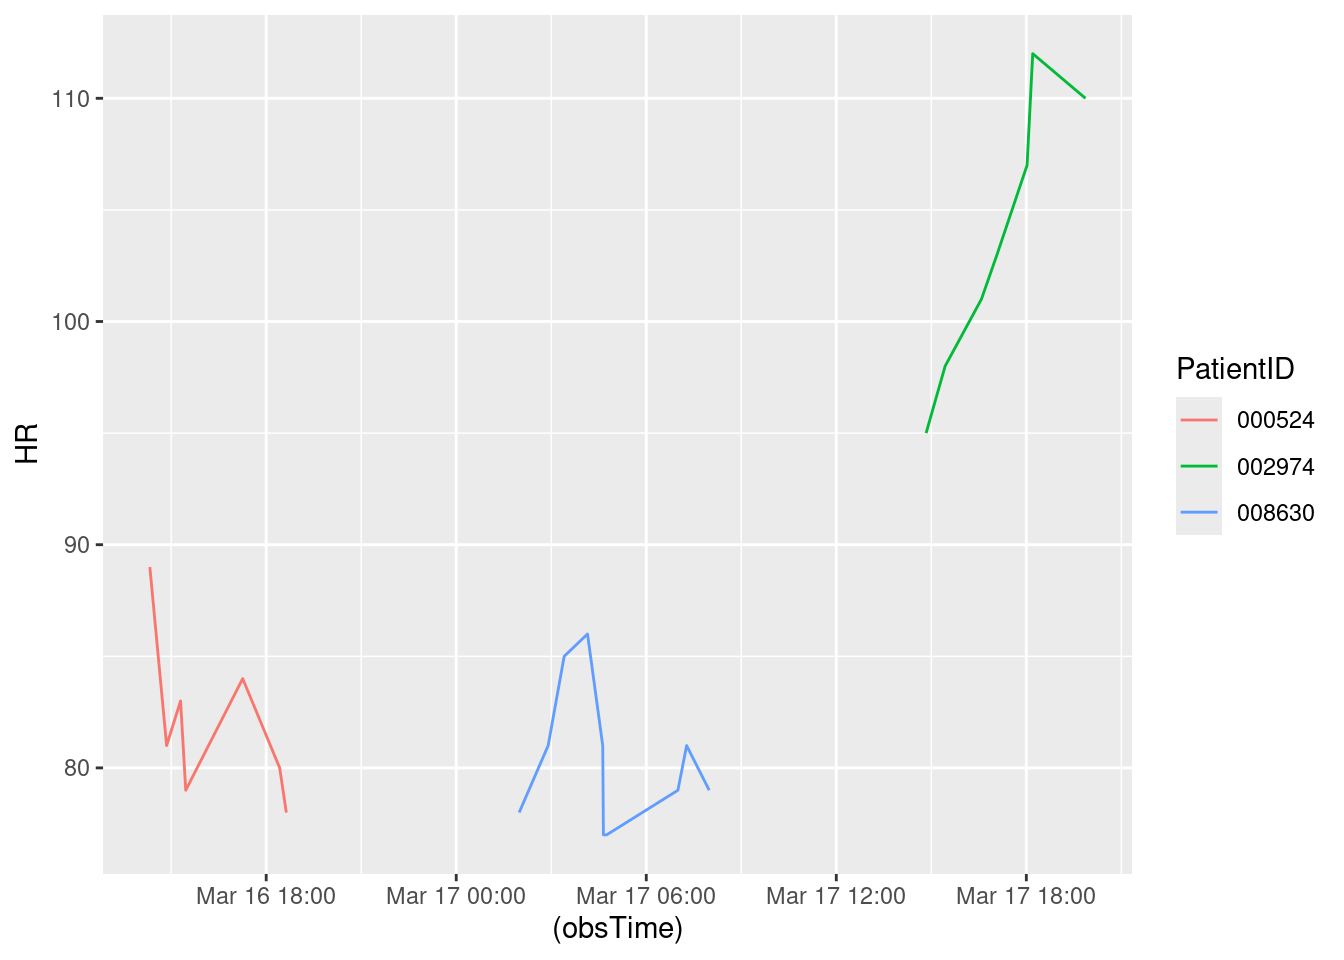 HR
110
100
90
80
Mar 16 18:00
Mar 17 00:00
Mar 17 06:00
Mar 17 12:00
Mar 17 18:00
(obsTime)
PatientID
000524
002974
008630